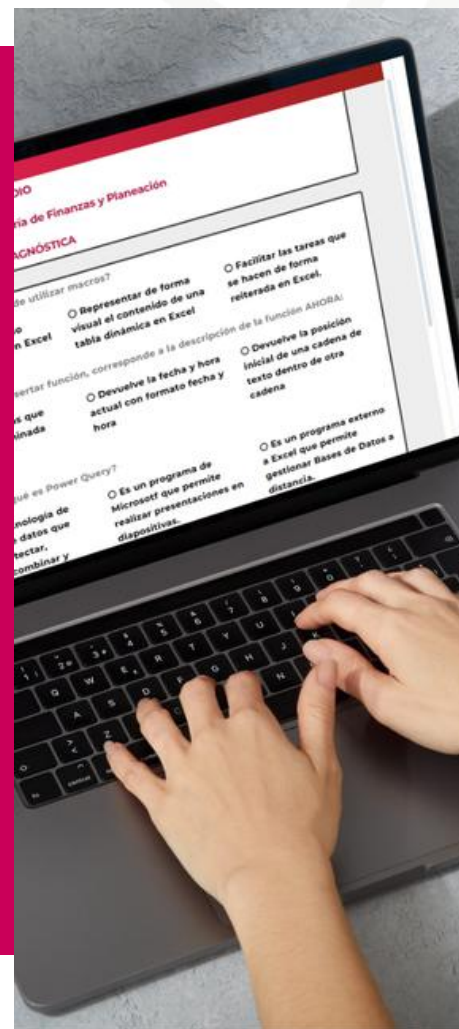 DIO
ría de Finanzas y Planeación
AGNÓSTICA
de utilizar macros?
o
en Excel
O Representar de forma
visual el contenido de una
tabla dinámica en Excel
O Facilitar las tareas que
se hacen de forma
reiterada en Excel.
sertar función, corresponde a la descripción de la función AHORA:
as que
inada
O Devuelve la fecha y hora
actual con formato fecha y
hora
O Devuelve la posición
inicial de una cadena de
texto dentro de otra
cadena
qué es Power Query?
nología de
e datos que
tectar,
combinar y
O Es un programa de
Microsotf que permite
realizar presentaciones en
diapositivas.
O Es un programa externo
a Excel que permite
gestionar Bases de Datos a
distancia.